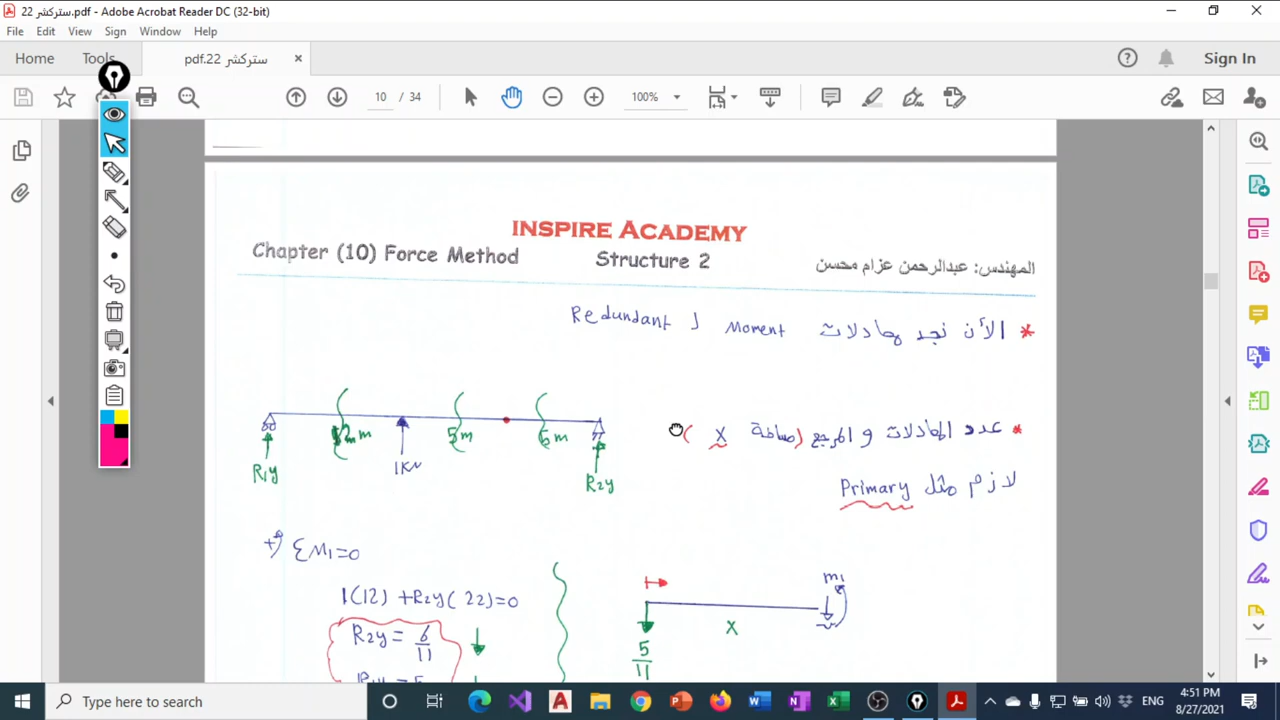 ستركشر 22.pdf - Adobe Acrobat Reader DC (32-bit)
File Edit View Sign Window Help
Home Tools ستركشر 22.pdf Sign In
10 / 34 100%
INSPIRE ACADEMY
Chapter (10) Force Method Structure 2 المهندس: عبدالرحمن عزام محسن
* الآن نجد معادلات Moment ل Redundant
* عدد المعادلات و المرجع (مسافة X)
لازم مثل Primary
12m 5m 5m
R1y 1KN R2y
+ ΣM1=0
1(12) +R2y( 22)=0
R2y = 6/11
m1
X
5/11
Type here to search
ENG
4:51 PM
8/27/2021